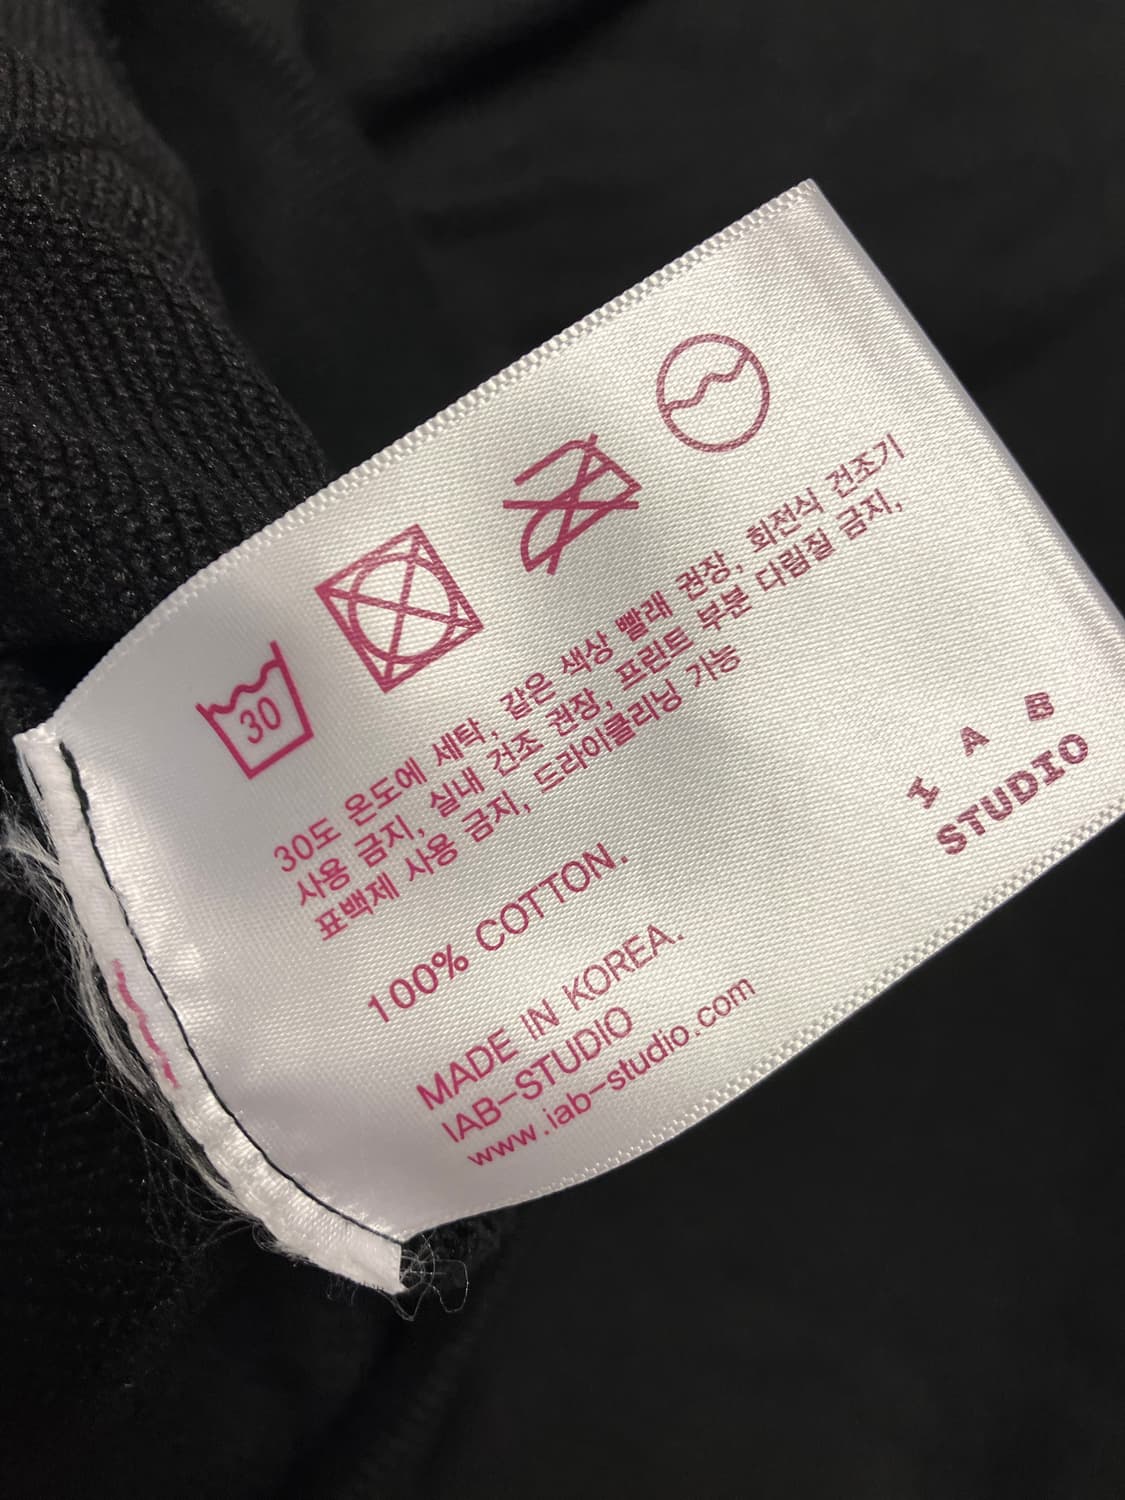 30
30도 온도에 세탁, 같은 색상 빨래 권장, 회전식 건조기
사용 금지, 실내 건조 권장, 프린트 부분 다림질 금지,
표백제 사용 금지, 드라이클리닝 가능
100% COTTON.
MADE IN KOREA.
IAB-STUDIO
www.iab-studio.com
I A B
STUDIO